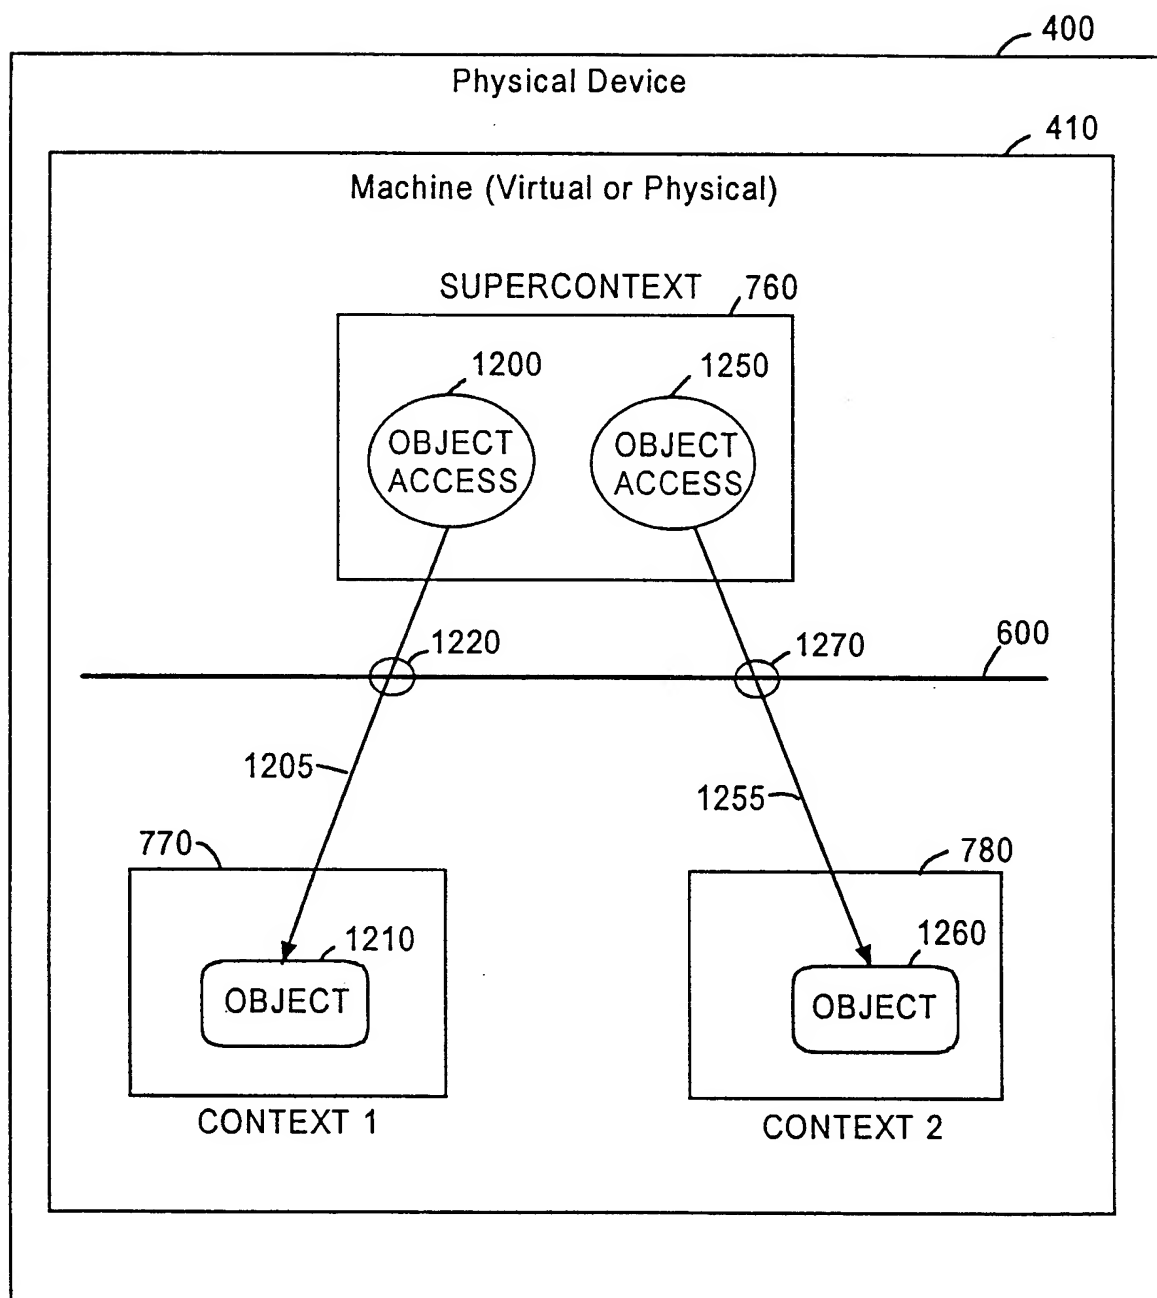 400
Physical Device
410
Machine (Virtual or Physical)
SUPERCONTEXT
760
1200
1250
OBJECT
ACCESS
OBJECT
ACCESS
1220
1270
600
1205
1255
770
780
1210
1260
OBJECT
OBJECT
CONTEXT 1
CONTEXT 2